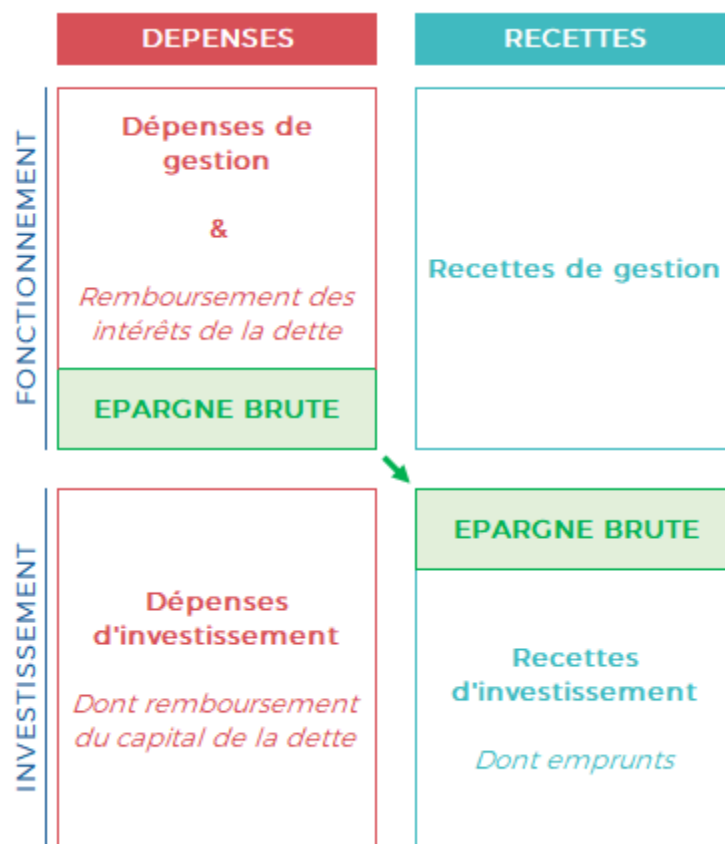 DEPENSES
RECETTES
FONCTIONNEMENT
Dépenses de
gestion
&
Remboursement des
intérêts de la dette
EPARGNE BRUTE
Recettes de gestion
INVESTISSEMENT
Dépenses
d'investissement
Dont remboursement
du capital de la dette
EPARGNE BRUTE
Recettes
d'investissement
Dont emprunts